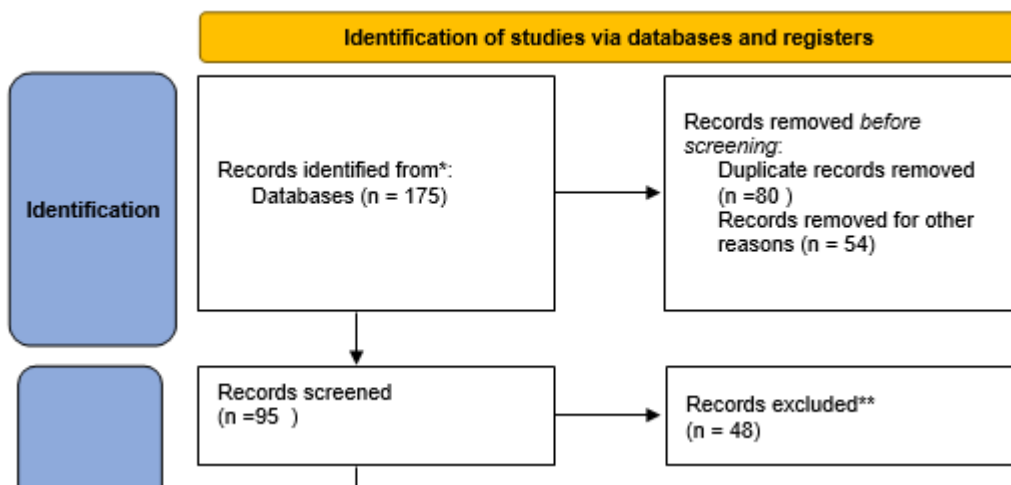 Identification of studies via databases and registers
Identification
Records identified from*:
Databases (n = 175)
Records removed before
screening:
Duplicate records removed
(n =80 )
Records removed for other
reasons (n = 54)
Records screened
(n =95 )
Records excluded**
(n = 48)